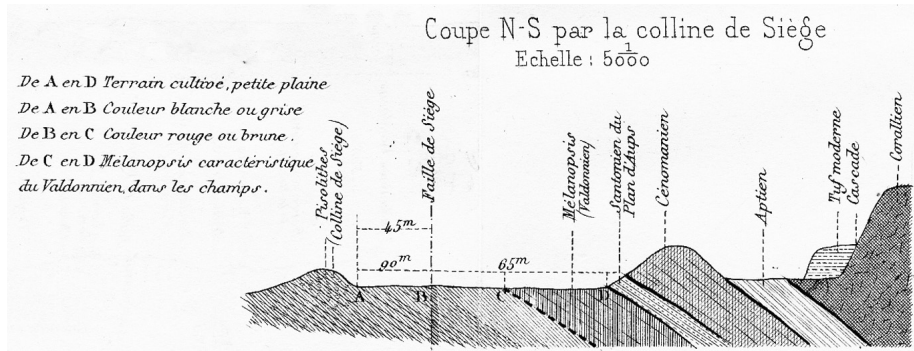 Coupe N-S par la colline de Siège
Echelle : 1/5000
De A en D Terrain cultivé, petite plaine
De A en B Couleur blanche ou grise
De B en C Couleur rouge ou brune.
De C en D Mélanopsis caractéristique
du Valdonnien, dans les champs.
Pisolithes
(Colline de Siège)
Faille de Siège
Mélanopsis
(Valdonnien)
Santonien du
Plan d'Aups
Cénomanien
Aptien
Tuf moderne
Cascade
Corallien
45m
90m
65m
A
B
C
D